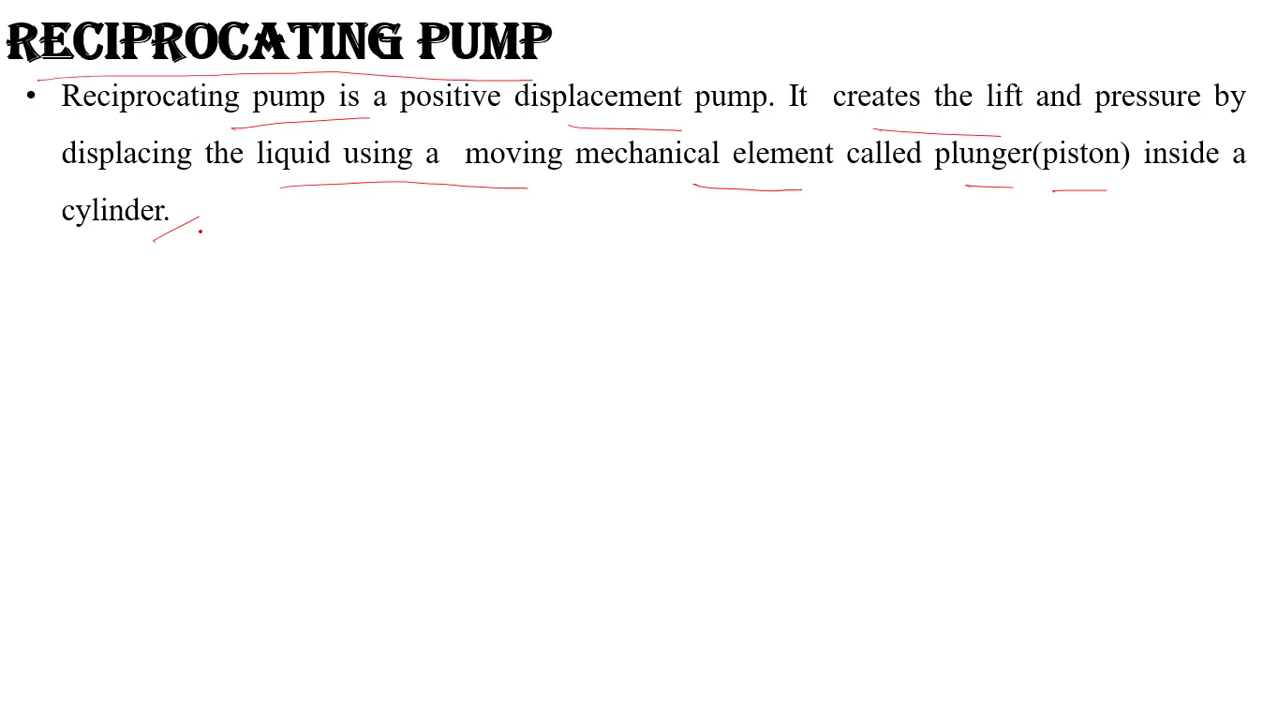 RECIPROCATING PUMP
• Reciprocating pump is a positive displacement pump. It creates the lift and pressure by
displacing the liquid using a moving mechanical element called plunger(piston) inside a
cylinder.